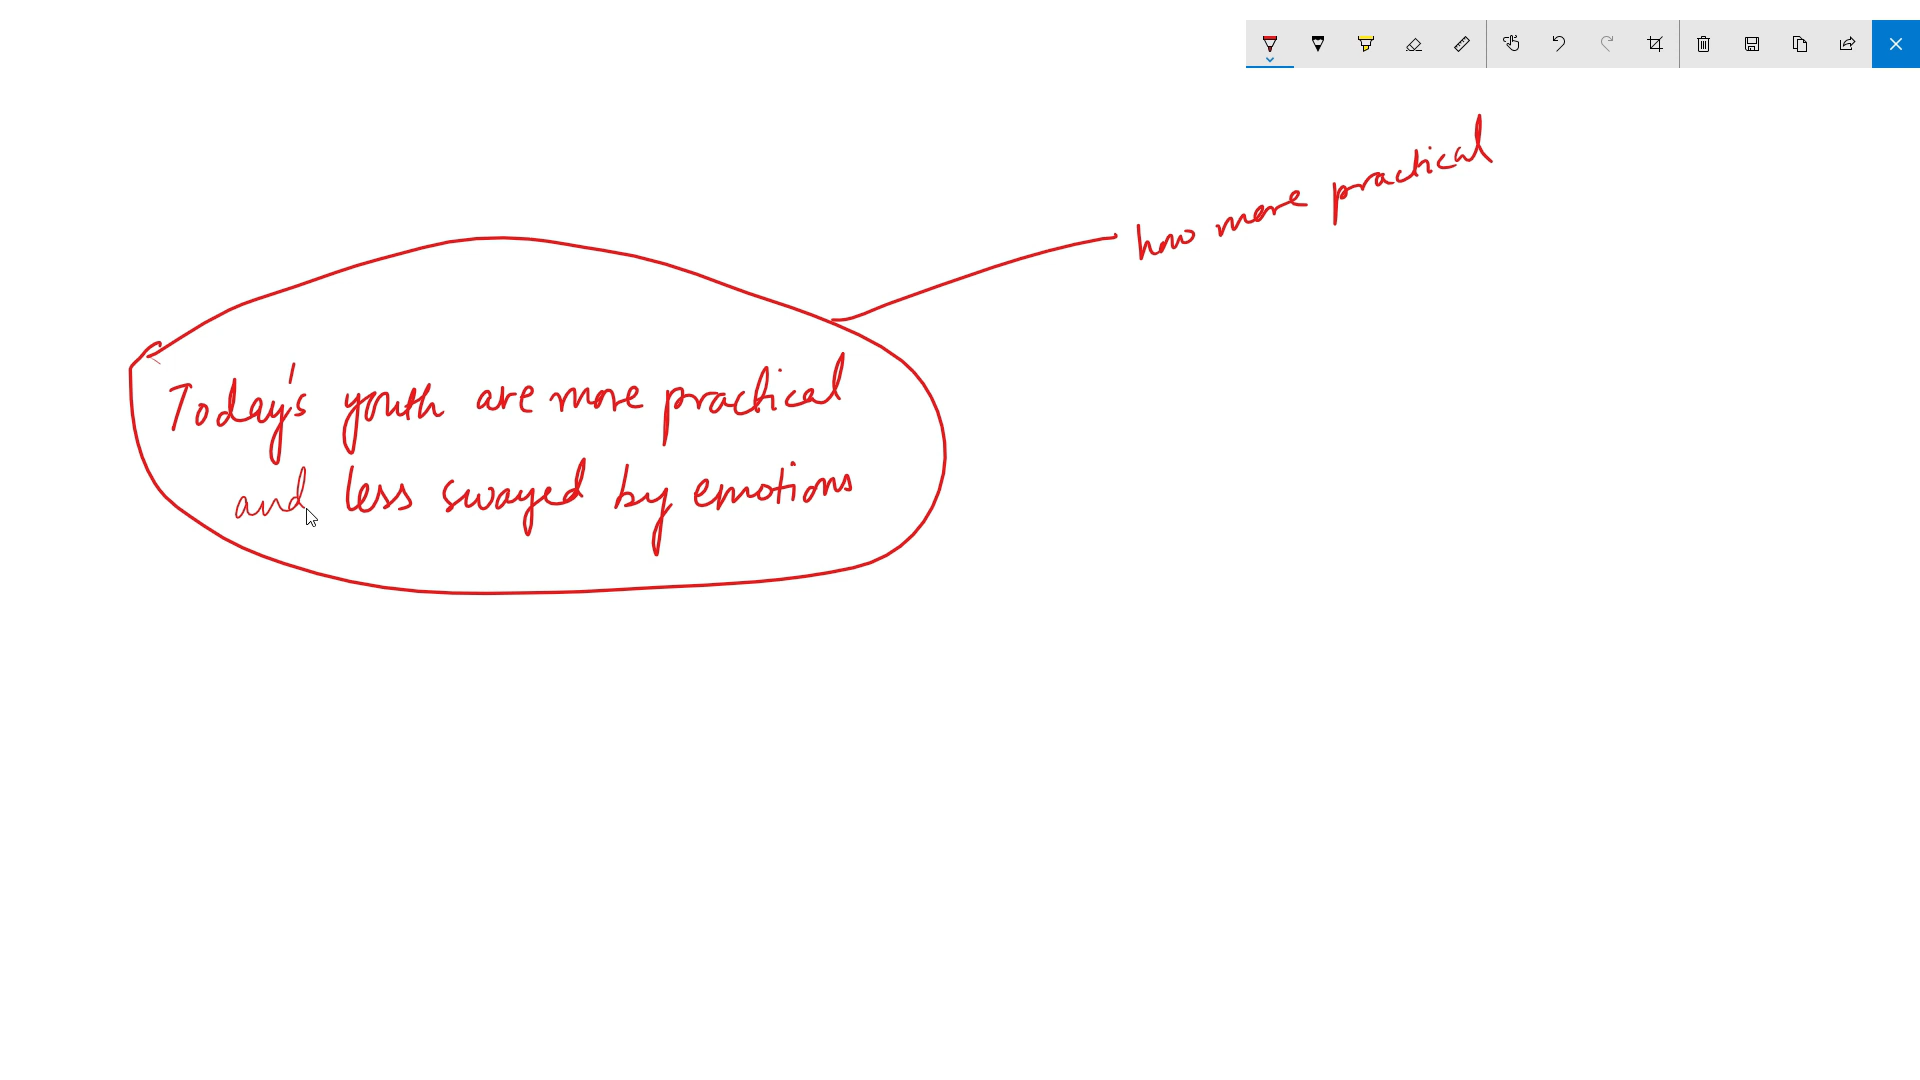 how more practical
Today's youth are more practical
and less swayed by emotions